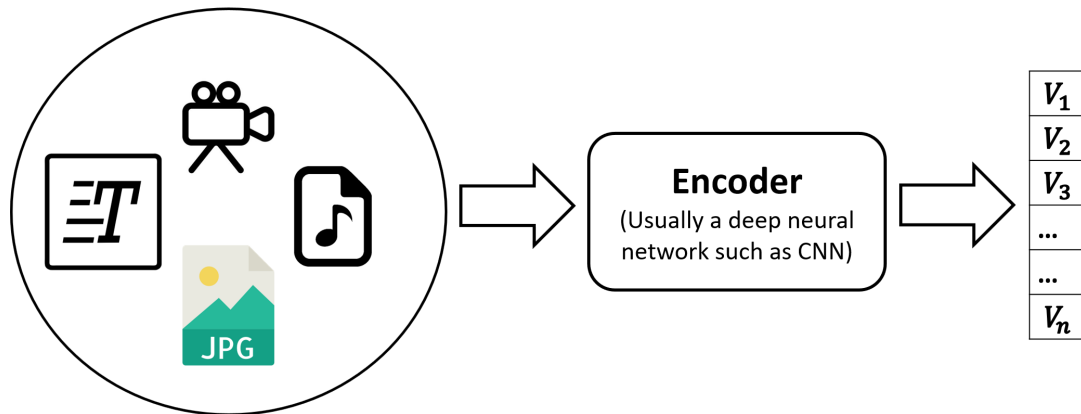 T
JPG
Encoder
(Usually a deep neural
network such as CNN)
V₁
V₂
V₃
...
...
Vₙ